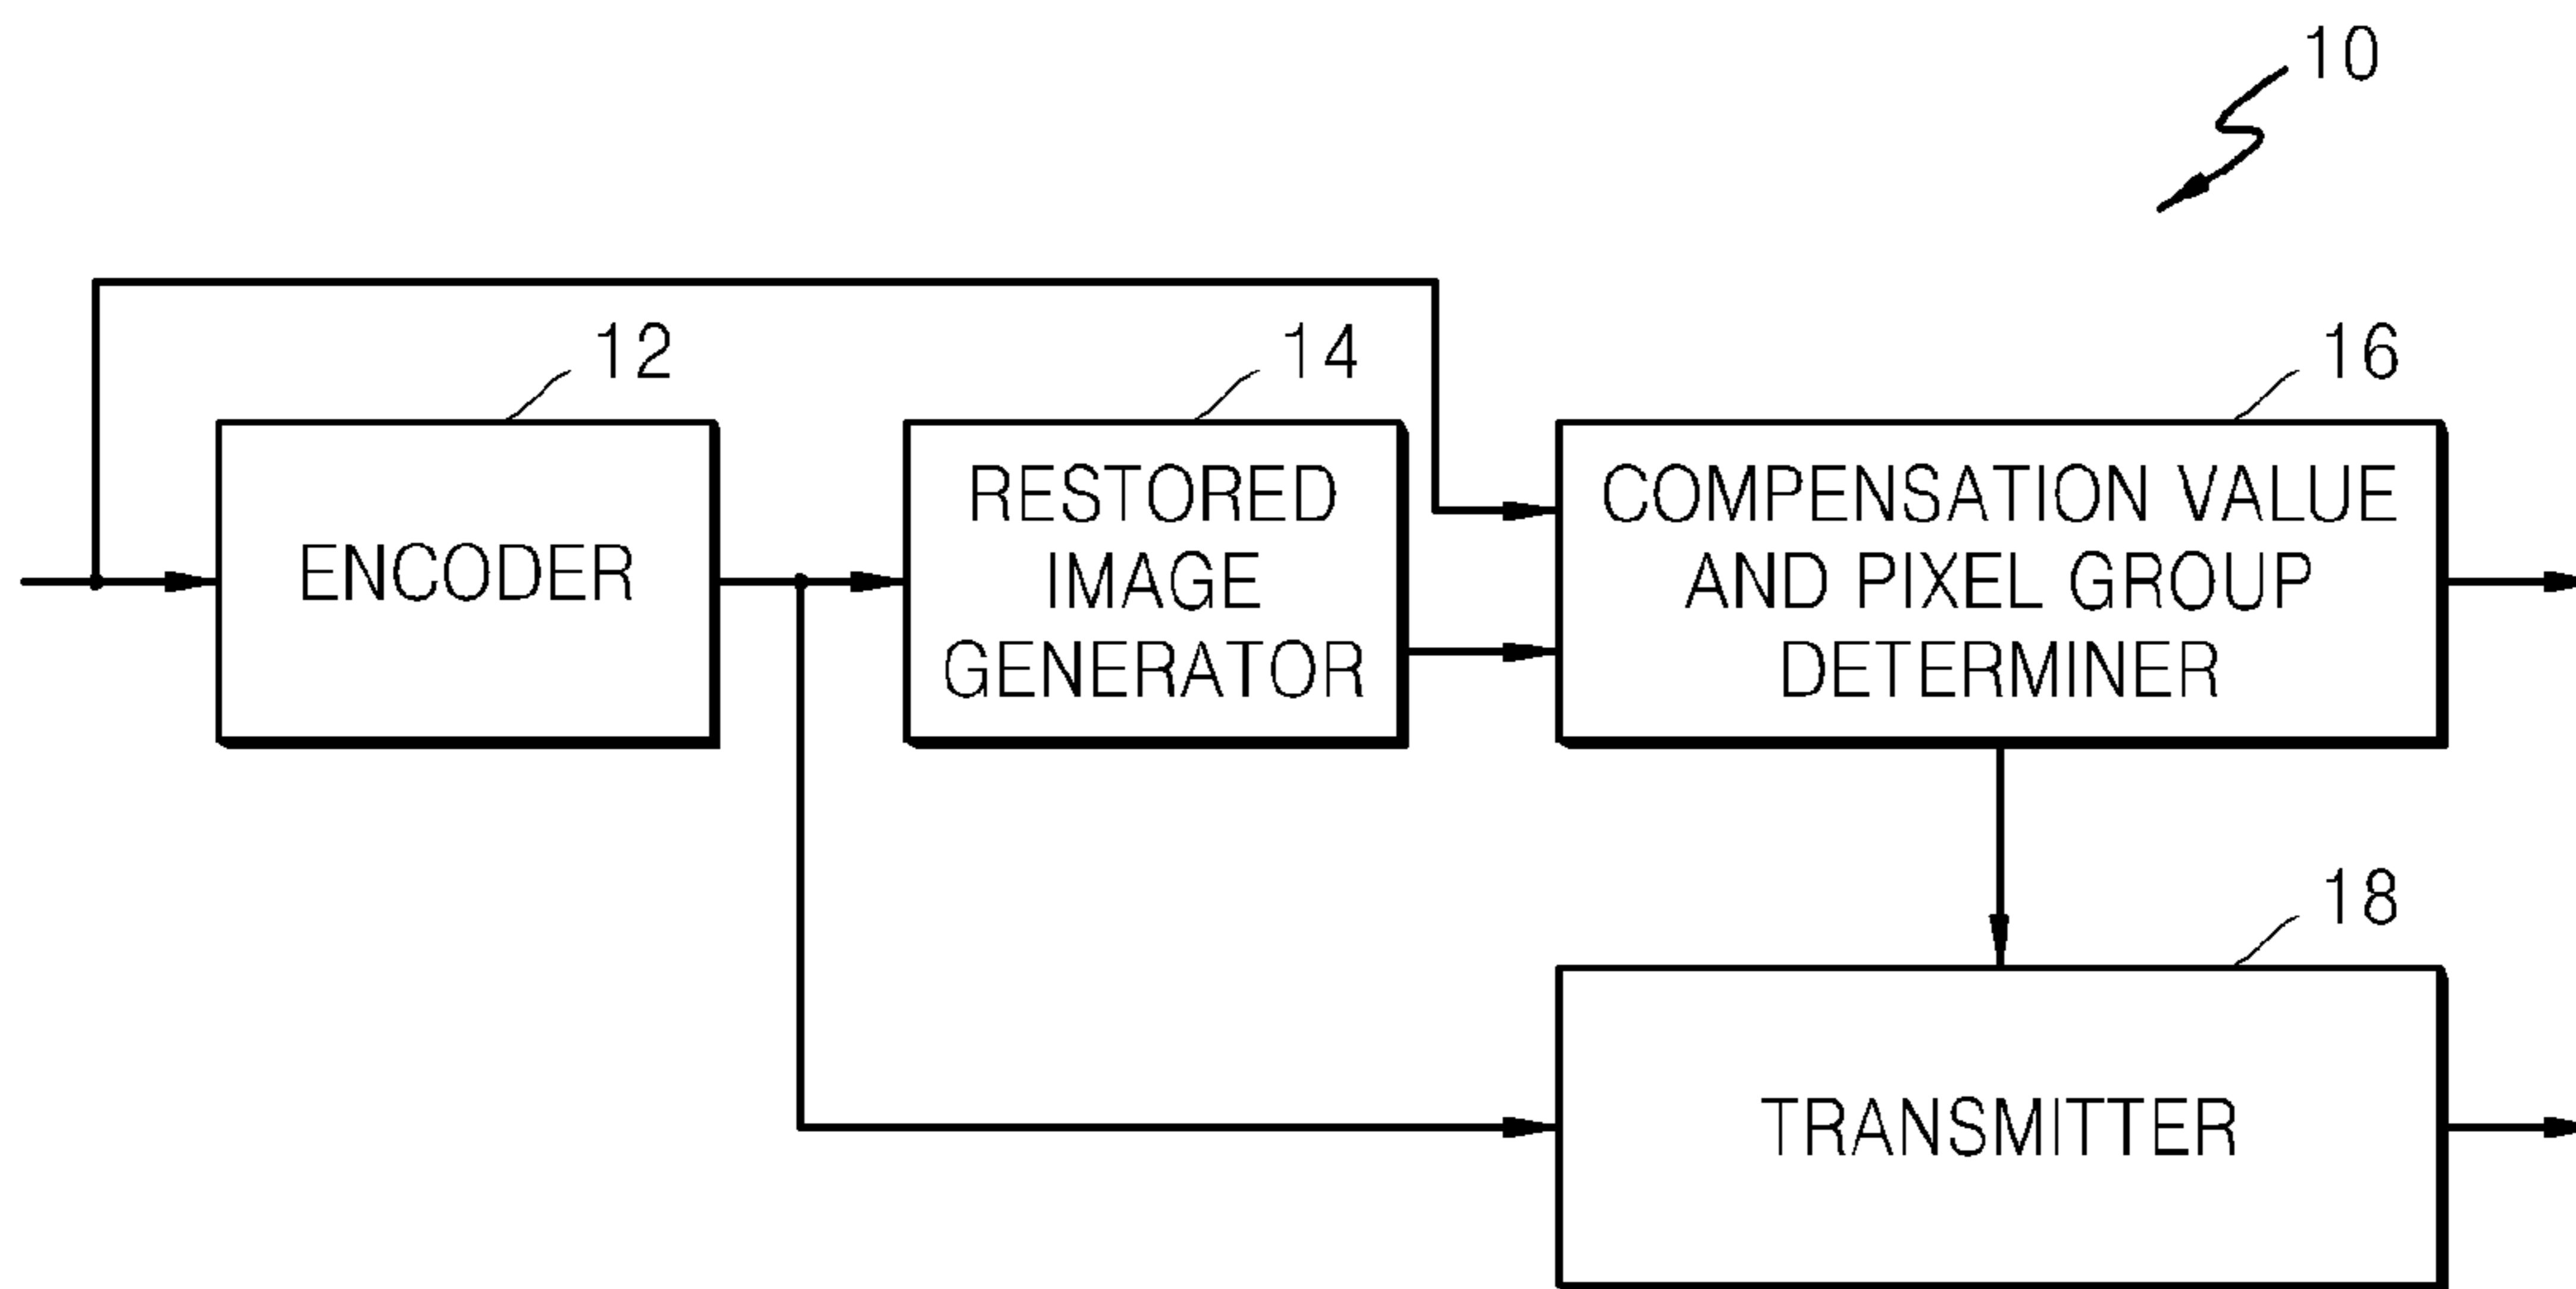 10
12
14
16
ENCODER
RESTORED
IMAGE
GENERATOR
COMPENSATION VALUE
AND PIXEL GROUP
DETERMINER
18
TRANSMITTER